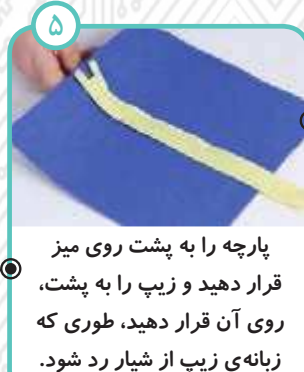 ۵
پارچه را به پشت روی میز
قرار دهید و زیپ را به پشت،
روی آن قرار دهید، طوری که
زبانه‌ی زیپ از شیار رد شود.